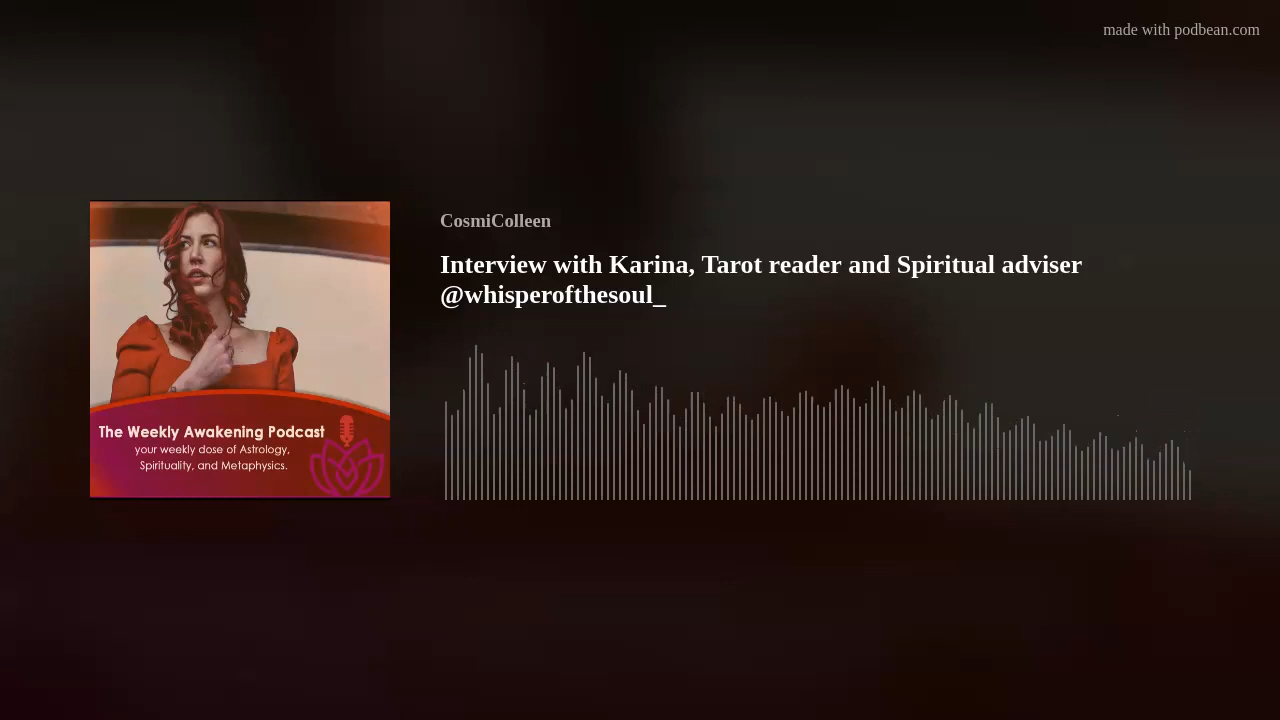 made with podbean.com
CosmiColleen
Interview with Karina, Tarot reader and Spiritual adviser
@whisperofthesoul_
The Weekly Awakening Podcast
your weekly dose of Astrology,
Spirituality, and Metaphysics.